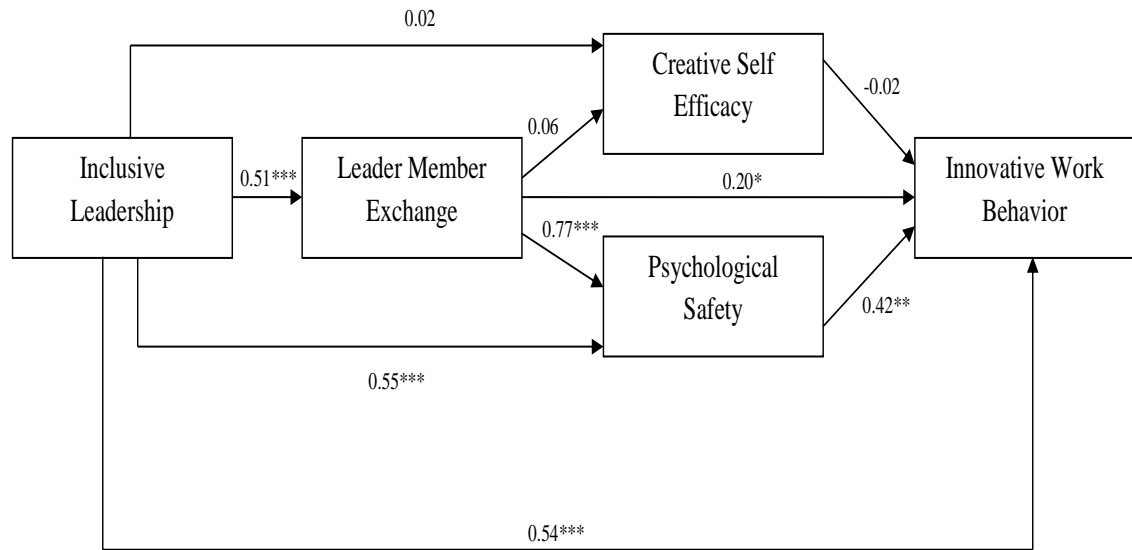 0.02
Creative Self
Efficacy
-0.02
0.06
Inclusive
Leadership
0.51***
Leader Member
Exchange
0.20*
Innovative Work
Behavior
0.77***
Psychological
Safety
0.42**
0.55***
0.54***